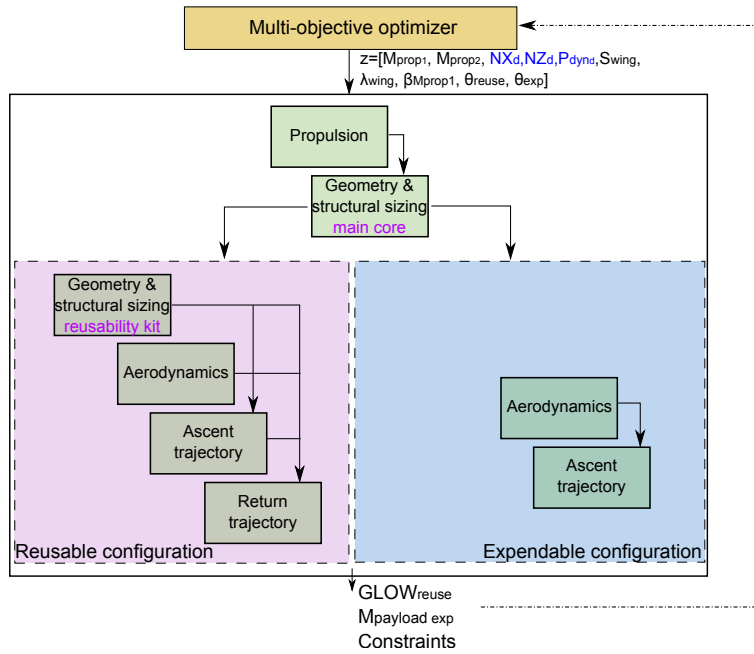 Multi-objective optimizer
z=[Mprop1, Mprop2, NXd,NZd,Pdynd,Swing,
λwing, βMprop1, θreuse, θexp]
Propulsion
Geometry &
structural sizing
main core
Geometry &
structural sizing
reusability kit
Aerodynamics
Ascent
trajectory
Return
trajectory
Reusable configuration
Aerodynamics
Ascent
trajectory
Expendable configuration
GLOWreuse
Mpayload exp
Constraints